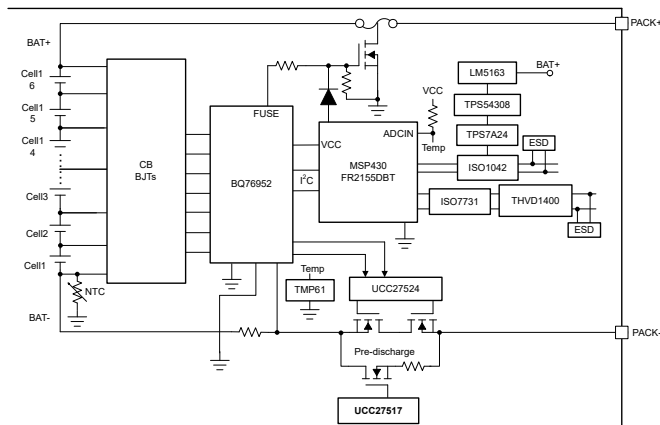 PACK+
BAT+
Cell1
6
Cell1
5
Cell1
4
Cell3
Cell2
Cell1
NTC
BAT-
CB
BJTs
FUSE
BQ76952
VCC
I2C
ADCIN
MSP430
FR2155DBT
VCC
Temp
LM5163
BAT+
TPS54308
TPS7A24
ESD
ISO1042
ISO7731
THVD1400
ESD
Temp
TMP61
UCC27524
PACK-
Pre-discharge
UCC27517